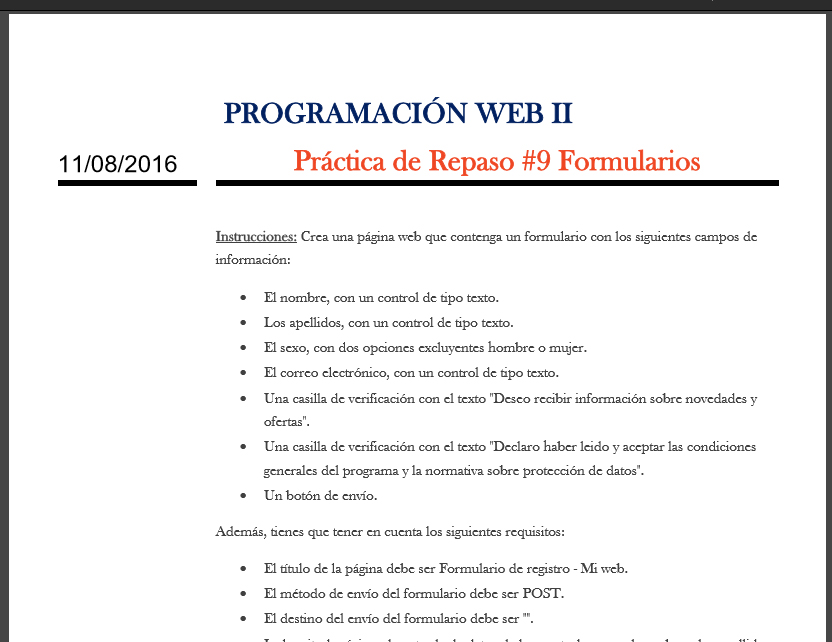 PROGRAMACIÓN WEB II
11/08/2016 Práctica de Repaso #9 Formularios
Instrucciones: Crea una página web que contenga un formulario con los siguientes campos de
información:
• El nombre, con un control de tipo texto.
• Los apellidos, con un control de tipo texto.
• El sexo, con dos opciones excluyentes hombre o mujer.
• El correo electrónico, con un control de tipo texto.
• Una casilla de verificación con el texto "Deseo recibir información sobre novedades y
ofertas".
• Una casilla de verificación con el texto "Declaro haber leido y aceptar las condiciones
generales del programa y la normativa sobre protección de datos".
• Un botón de envío.
Además, tienes que tener en cuenta los siguientes requisitos:
• El título de la página debe ser Formulario de registro - Mi web.
• El método de envío del formulario debe ser POST.
• El destino del envío del formulario debe ser "".